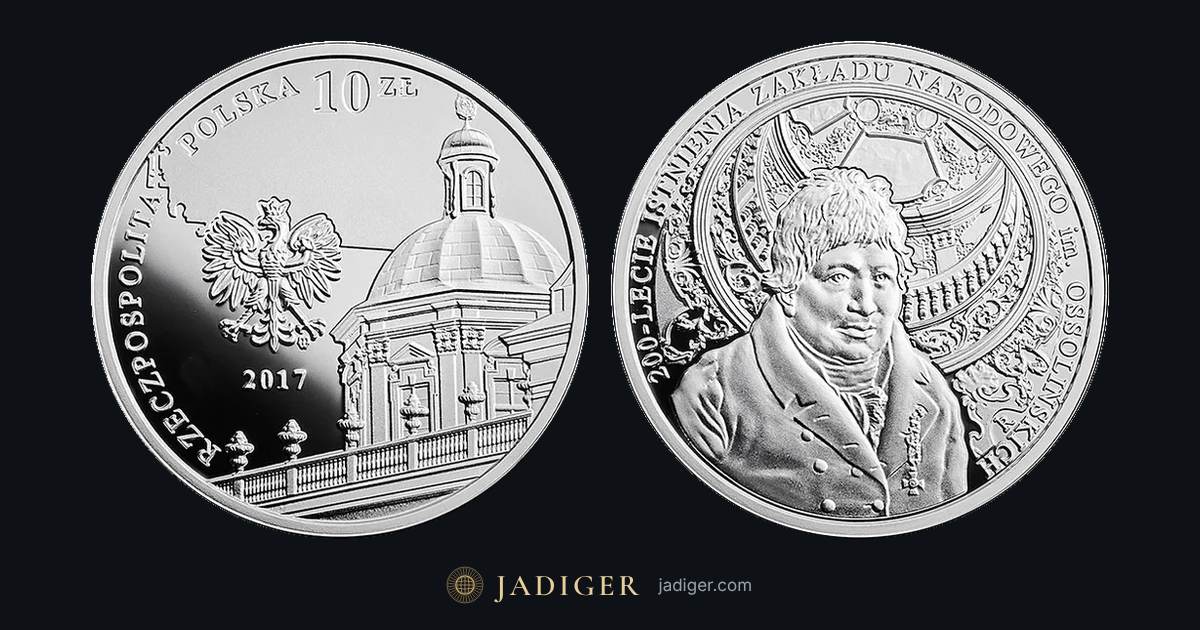 RZECZPOSPOLITA POLSKA
10 ZŁ
2017
200-LECIE ISTNIENIA ZAKŁADU NARODOWEGO im. OSSOLIŃSKICH
JADIGER jadiger.com